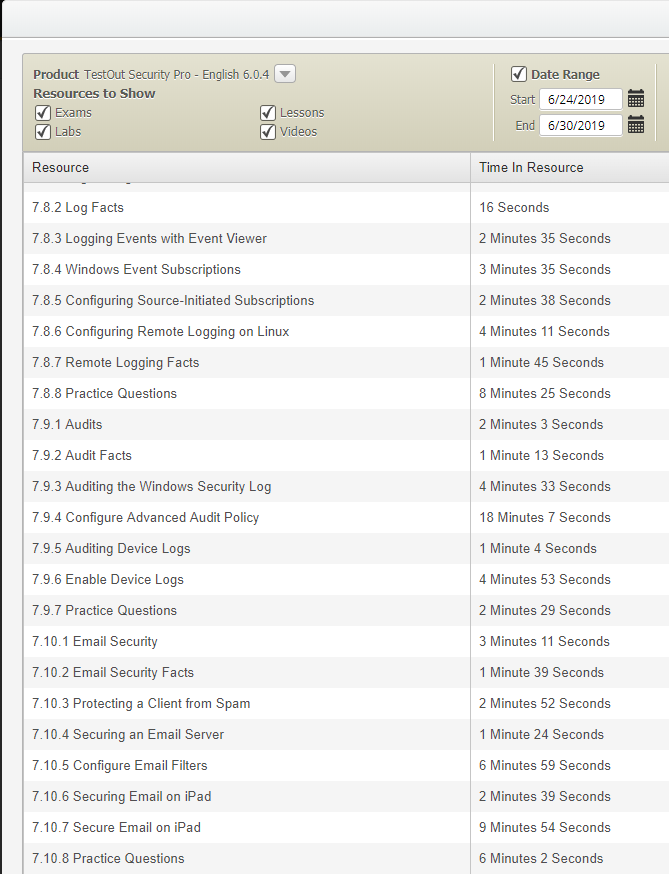 Product TestOut Security Pro - English 6.0.4
Resources to Show
Exams Lessons
Labs Videos
Date Range
Start 6/24/2019
End 6/30/2019
Resource Time In Resource
7.8.2 Log Facts 16 Seconds
7.8.3 Logging Events with Event Viewer 2 Minutes 35 Seconds
7.8.4 Windows Event Subscriptions 3 Minutes 35 Seconds
7.8.5 Configuring Source-Initiated Subscriptions 2 Minutes 38 Seconds
7.8.6 Configuring Remote Logging on Linux 4 Minutes 11 Seconds
7.8.7 Remote Logging Facts 1 Minute 45 Seconds
7.8.8 Practice Questions 8 Minutes 25 Seconds
7.9.1 Audits 2 Minutes 3 Seconds
7.9.2 Audit Facts 1 Minute 13 Seconds
7.9.3 Auditing the Windows Security Log 4 Minutes 33 Seconds
7.9.4 Configure Advanced Audit Policy 18 Minutes 7 Seconds
7.9.5 Auditing Device Logs 1 Minute 4 Seconds
7.9.6 Enable Device Logs 4 Minutes 53 Seconds
7.9.7 Practice Questions 2 Minutes 29 Seconds
7.10.1 Email Security 3 Minutes 11 Seconds
7.10.2 Email Security Facts 1 Minute 39 Seconds
7.10.3 Protecting a Client from Spam 2 Minutes 52 Seconds
7.10.4 Securing an Email Server 1 Minute 24 Seconds
7.10.5 Configure Email Filters 6 Minutes 59 Seconds
7.10.6 Securing Email on iPad 2 Minutes 39 Seconds
7.10.7 Secure Email on iPad 9 Minutes 54 Seconds
7.10.8 Practice Questions 6 Minutes 2 Seconds